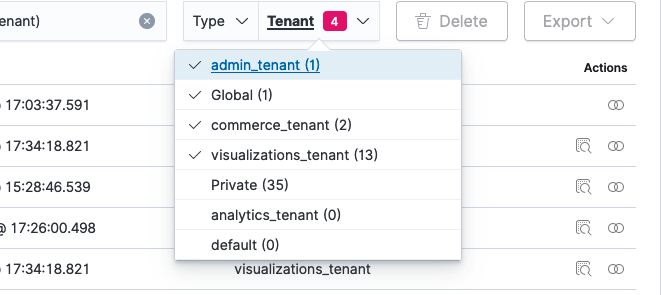 tenant)
Type
Tenant 4
Delete
Export
admin_tenant (1)
Actions
17:03:37.591
Global (1)
commerce_tenant (2)
17:34:18.821
visualizations_tenant (13)
15:28:46.539
Private (35)
analytics_tenant (0)
@ 17:26:00.498
default (0)
17:34:18.821
visualizations_tenant